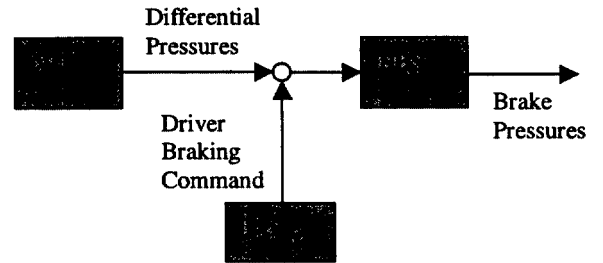 Differential
Pressures
Driver
Braking
Command
Brake
Pressures